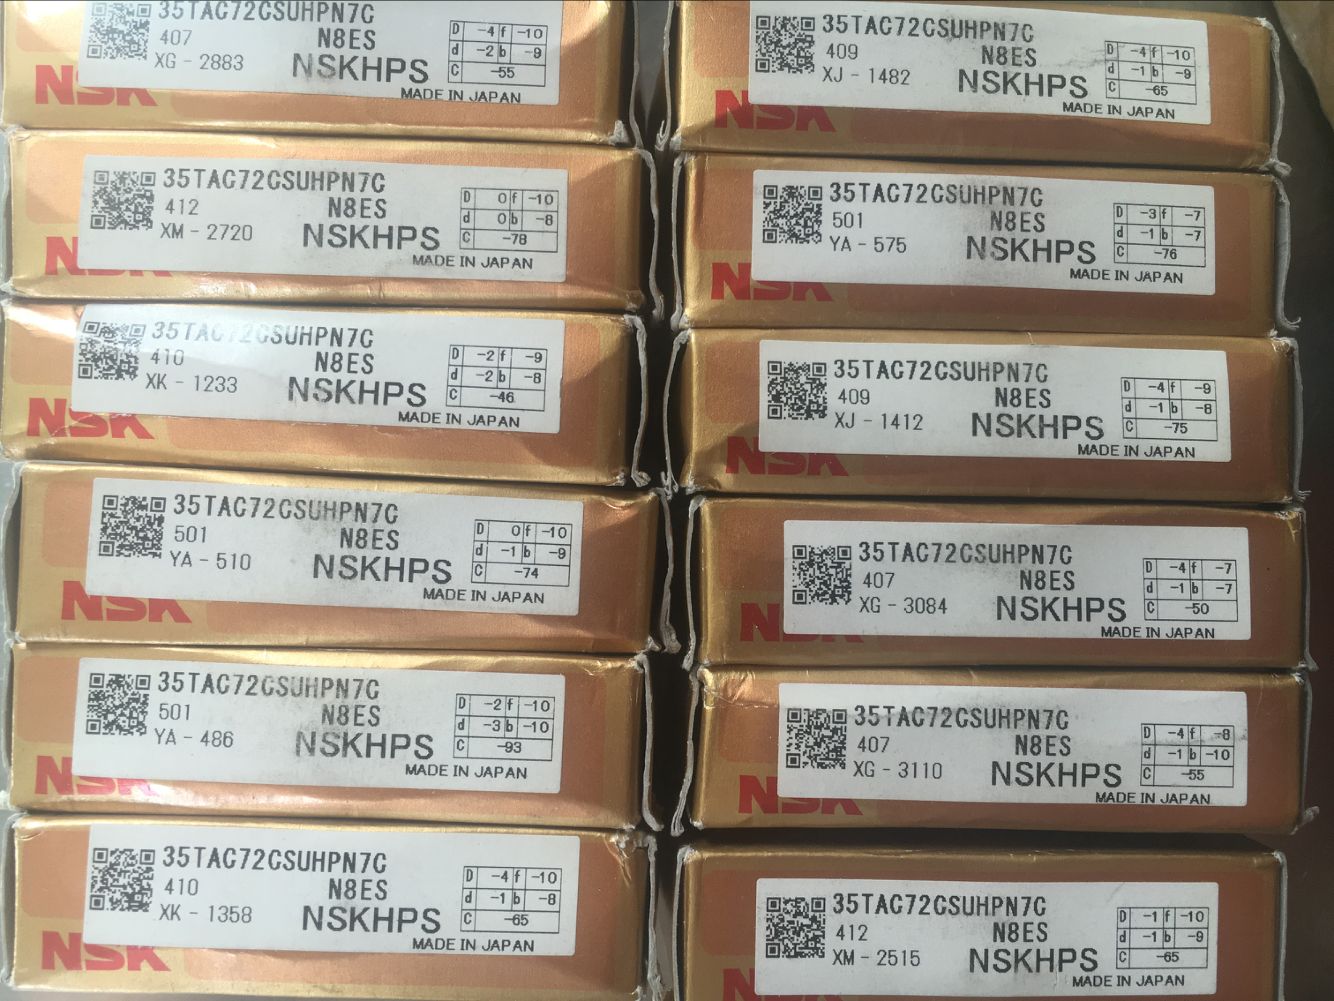 35TAC72CSUHPN7C
407 N8ES
XG - 2883 NSKHPS
D -4 f -10
d -2 b -9
C -55
MADE IN JAPAN
NSK
35TAC72CSUHPN7C
412 N8ES
XM - 2720 NSKHPS
D 0 f -10
d 0 b -8
C -78
MADE IN JAPAN
NSK
35TAC72CSUHPN7C
410 N8ES
XK - 1233 NSKHPS
D -2 f -9
d -2 b -8
C -46
MADE IN JAPAN
NSK
35TAC72CSUHPN7C
501 N8ES
YA - 510 NSKHPS
D 0 f -10
d -1 b -9
C -74
MADE IN JAPAN
NSK
35TAC72CSUHPN7C
501 N8ES
YA - 486 NSKHPS
D -2 f -10
d -3 b -10
C -93
MADE IN JAPAN
NSK
35TAC72CSUHPN7C
410 N8ES
XK - 1358 NSKHPS
D -4 f -10
d -1 b -8
C -65
MADE IN JAPAN
NSK
35TAC72CSUHPN7C
409 N8ES
XJ - 1482 NSKHPS
D -4 f -10
d -1 b -9
C -65
MADE IN JAPAN
NSK
35TAC72CSUHPN7C
501 N8ES
YA - 575 NSKHPS
D -3 f -7
d -1 b -7
C -76
MADE IN JAPAN
NSK
35TAC72CSUHPN7C
409 N8ES
XJ - 1412 NSKHPS
D -4 f -9
d -1 b -8
C -75
MADE IN JAPAN
NSK
35TAC72CSUHPN7C
407 N8ES
XG - 3084 NSKHPS
D -4 f -7
d -1 b -7
C -50
MADE IN JAPAN
NSK
35TAC72CSUHPN7C
407 N8ES
XG - 3110 NSKHPS
D -4 f -8
d -1 b -10
C -55
MADE IN JAPAN
NSK
35TAC72CSUHPN7C
412 N8ES
XM - 2515 NSKHPS
D -1 f -10
d -1 b -9
C -65
MADE IN JAPAN
NSK